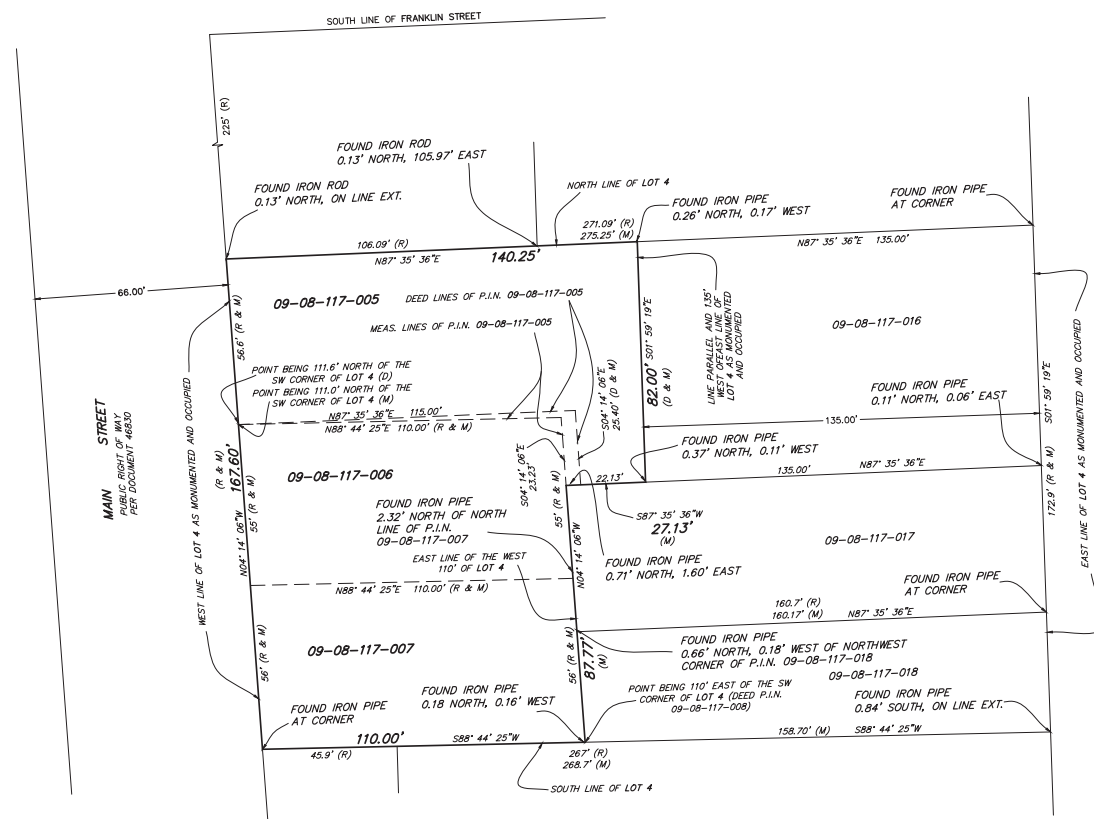 SOUTH LINE OF FRANKLIN STREET
225' (R)
FOUND IRON ROD
0.13' NORTH, 105.97' EAST
FOUND IRON ROD
0.13' NORTH, ON LINE EXT.
NORTH LINE OF LOT 4
FOUND IRON PIPE
0.26' NORTH, 0.17' WEST
FOUND IRON PIPE
AT CORNER
106.09' (R)
271.09' (R)
275.25' (M)
N87° 35' 36"E
140.25'
N87° 35' 36"E 135.00'
66.00'
09-08-117-005
DEED LINES OF P.I.N. 09-08-117-005
MEAS. LINES OF P.I.N. 09-08-117-005
56.6' (R & M)
82.00' S01° 59' 19"E
(D & M)
LINE PARALLEL AND 135'
WEST OFEAST LINE OF
LOT 4 AS MONUMENTED
AND OCCUPIED
09-08-117-016
POINT BEING 111.6' NORTH OF THE
SW CORNER OF LOT 4 (D)
POINT BEING 111.0' NORTH OF THE
SW CORNER OF LOT 4 (M)
S04° 14' 06"E
25.40' (D & M)
FOUND IRON PIPE
0.11' NORTH, 0.06' EAST
S01° 59' 19"E
N87° 35' 36"E 115.00'
N88° 44' 25"E 110.00' (R & M)
135.00'
MAIN STREET
PUBLIC RIGHT OF WAY
PER DOCUMENT 46830
WEST LINE OF LOT 4 AS MONUMENTED AND OCCUPIED
167.60'
(R & M)
N04° 14' 06"W
55' (R & M)
09-08-117-006
S04° 14' 06"E
23.23'
55' (R & M)
FOUND IRON PIPE
0.37' NORTH, 0.11' WEST
22.13'
135.00'
N87° 35' 36"E
172.9' (R & M)
EAST LINE OF LOT 4 AS MONUMENTED AND OCCUPIED
FOUND IRON PIPE
2.32' NORTH OF NORTH
LINE OF P.I.N.
09-08-117-007
S87° 35' 36"W
27.13'
(M)
09-08-117-017
EAST LINE OF THE WEST
110' OF LOT 4
N04° 14' 06"W
FOUND IRON PIPE
0.71' NORTH, 1.60' EAST
FOUND IRON PIPE
AT CORNER
N88° 44' 25"E 110.00' (R & M)
160.7' (R)
160.17' (M)
N87° 35' 36"E
09-08-117-007
56' (R & M)
56' (R & M)
87.77'
(M)
FOUND IRON PIPE
0.66' NORTH, 0.18' WEST OF NORTHWEST
CORNER OF P.I.N. 09-08-117-018
09-08-117-018
FOUND IRON PIPE
AT CORNER
FOUND IRON PIPE
0.18 NORTH, 0.16' WEST
POINT BEING 110' EAST OF THE SW
CORNER OF LOT 4 (DEED P.I.N.
09-08-117-008)
FOUND IRON PIPE
0.84' SOUTH, ON LINE EXT.
110.00'
S88° 44' 25"W
45.9' (R)
267' (R)
268.7' (M)
158.70' (M)
S88° 44' 25"W
SOUTH LINE OF LOT 4